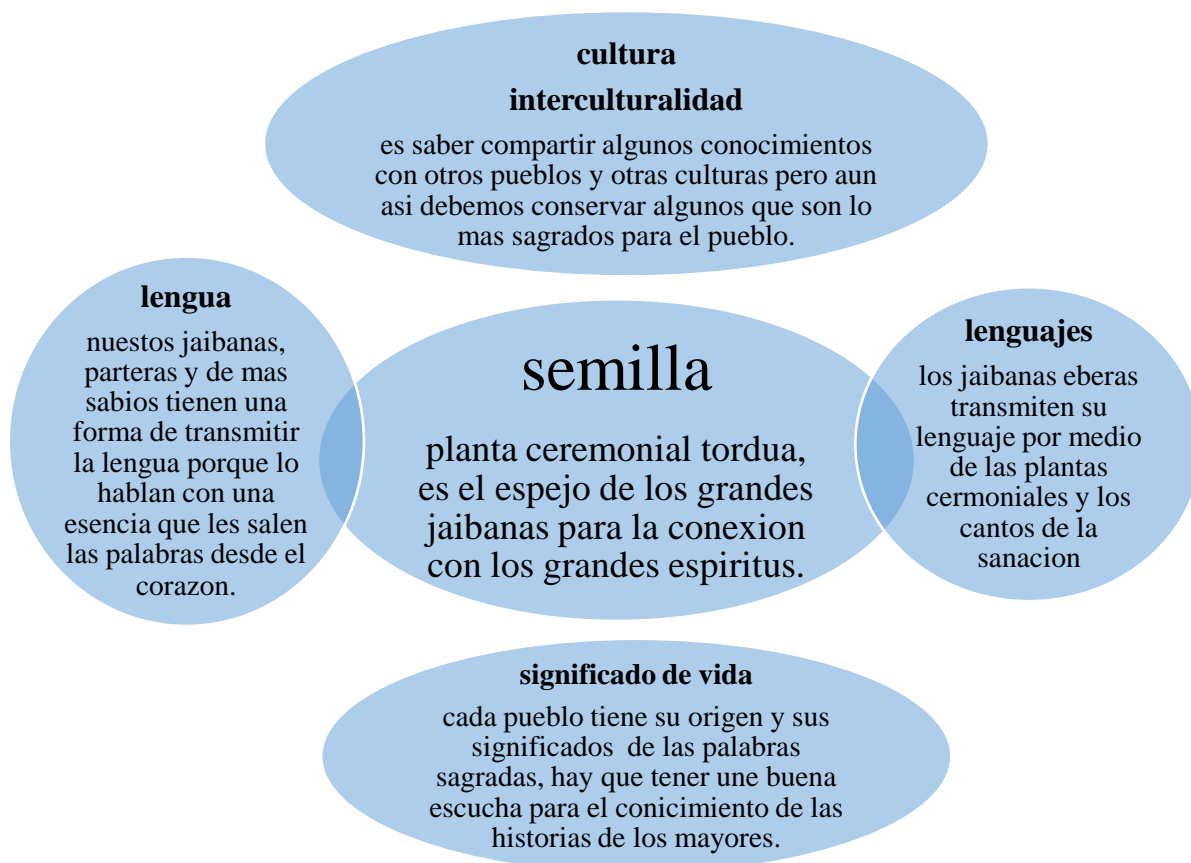 cultura
interculturalidad
es saber compartir algunos conocimientos
con otros pueblos y otras culturas pero aun
asi debemos conservar algunos que son lo
mas sagrados para el pueblo.
lengua
nuestos jaibanas,
parteras y de mas
sabios tienen una
forma de transmitir
la lengua porque lo
hablan con una
esencia que les salen
las palabras desde el
corazon.
semilla
planta ceremonial tordua,
es el espejo de los grandes
jaibanas para la conexion
con los grandes espiritus.
lenguajes
los jaibanas eberas
transmiten su
lenguaje por medio
de las plantas
cermoniales y los
cantos de la
sanacion
significado de vida
cada pueblo tiene su origen y sus
significados de las palabras
sagradas, hay que tener une buena
escucha para el conicimiento de las
historias de los mayores.